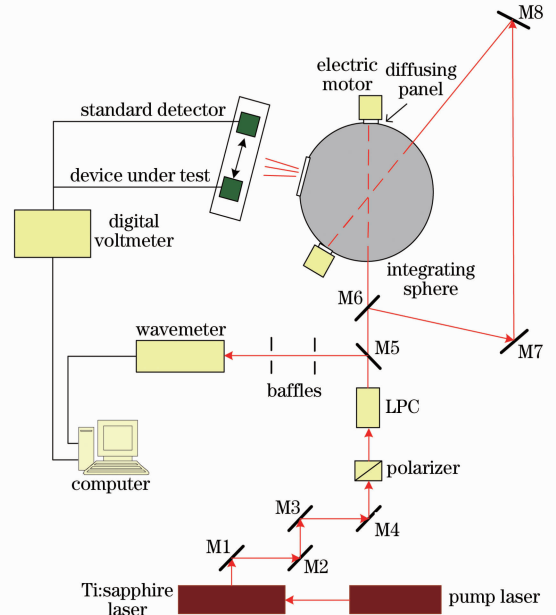 M8
electric
motor
diffusing
panel
standard detector
device under test
digital
voltmeter
integrating
sphere
M6
wavemeter
M5
M7
baffles
LPC
polarizer
computer
M3
M4
M1
M2
Ti:sapphire
laser
pump laser